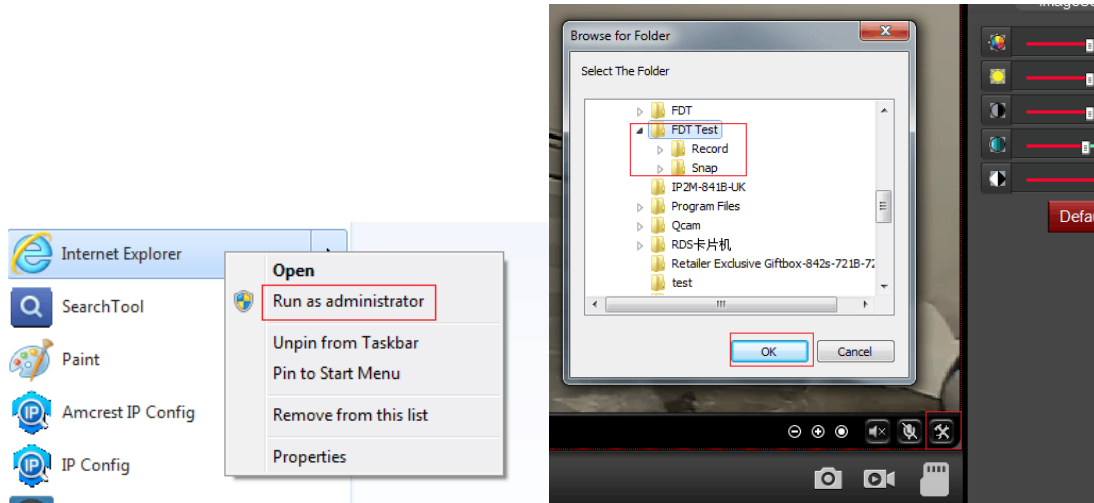 Internet Explorer
SearchTool
Paint
Amcrest IP Config
IP Config
Open
Run as administrator
Unpin from Taskbar
Pin to Start Menu
Remove from this list
Properties
Browse for Folder
Select The Folder
FDT
FDT Test
Record
Snap
IP2M-841B-UK
Program Files
Qcam
RDS卡片机
Retailer Exclusive Giftbox-842s-721B-72
test
OK
Cancel